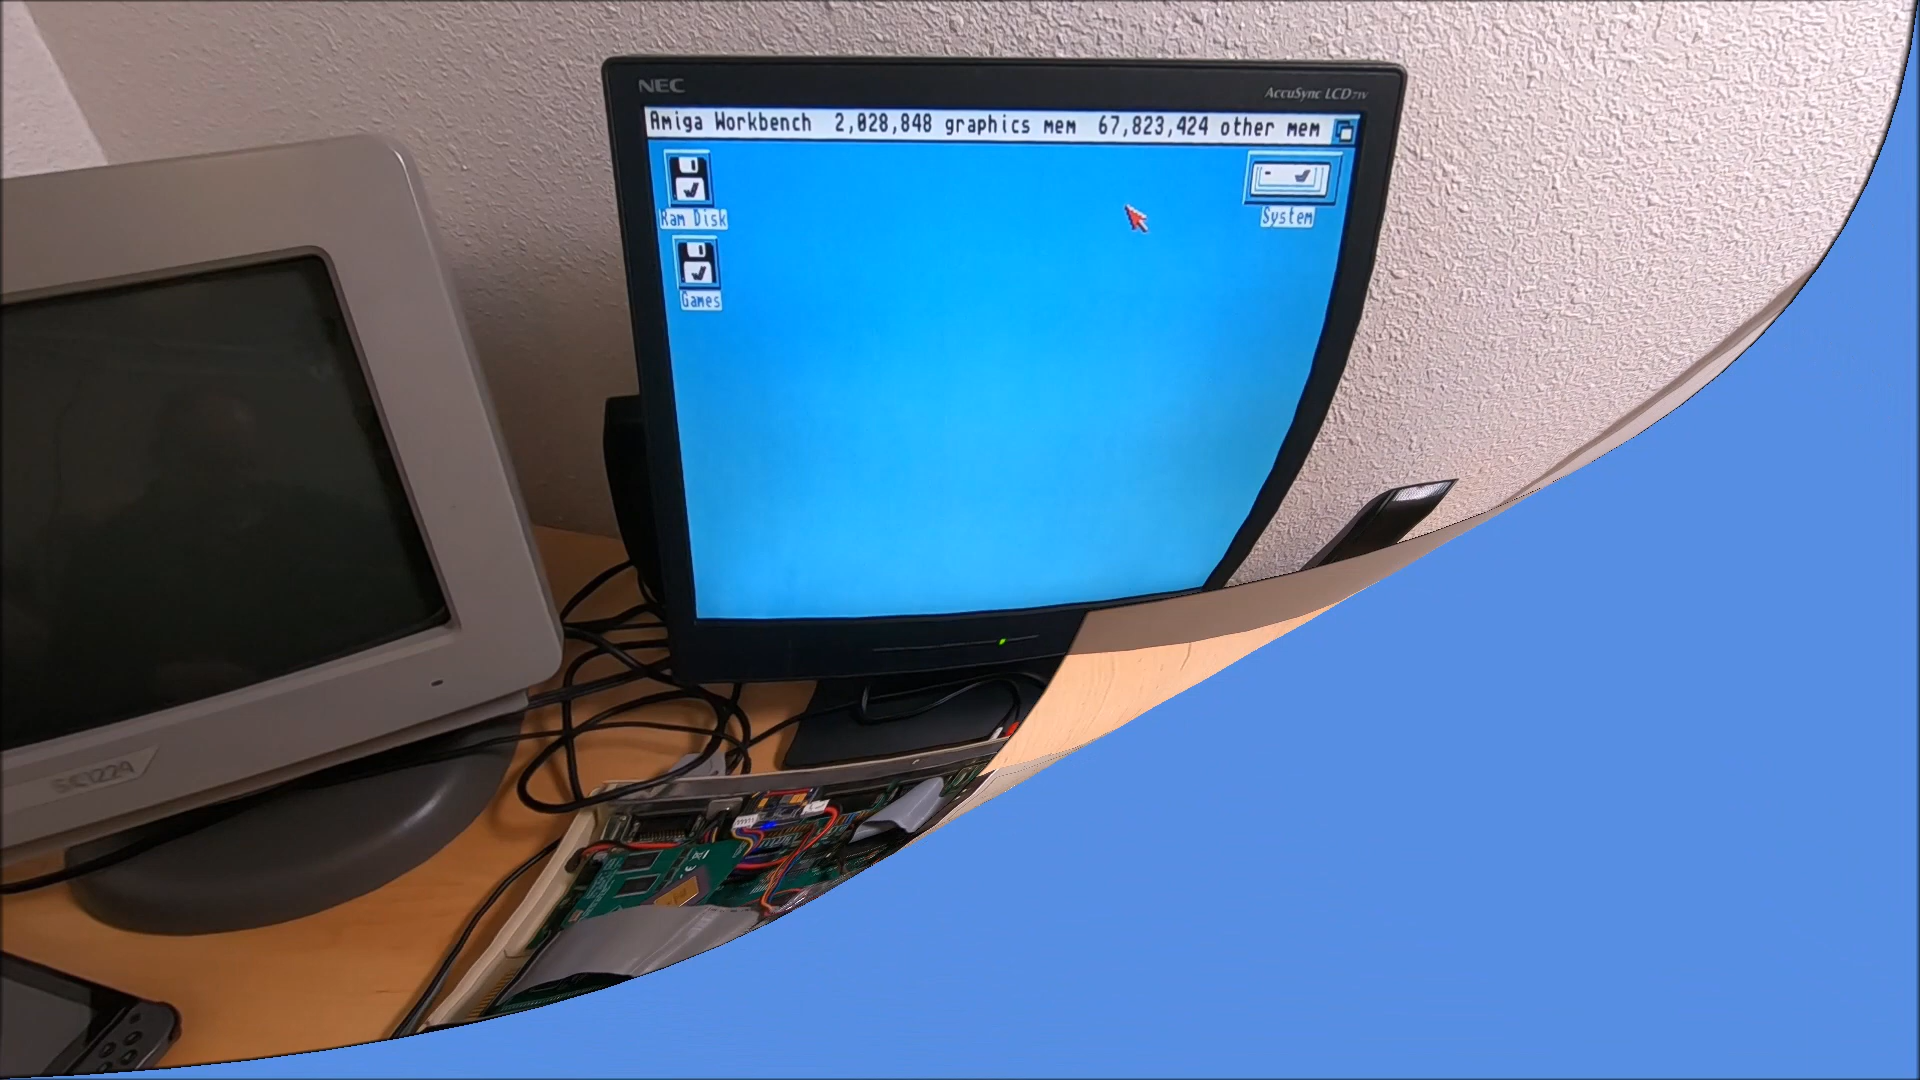 NEC
AccuSync LCD71V
Amiga Workbench 2,028,848 graphics mem 67,823,424 other mem
Ram Disk
System
Games